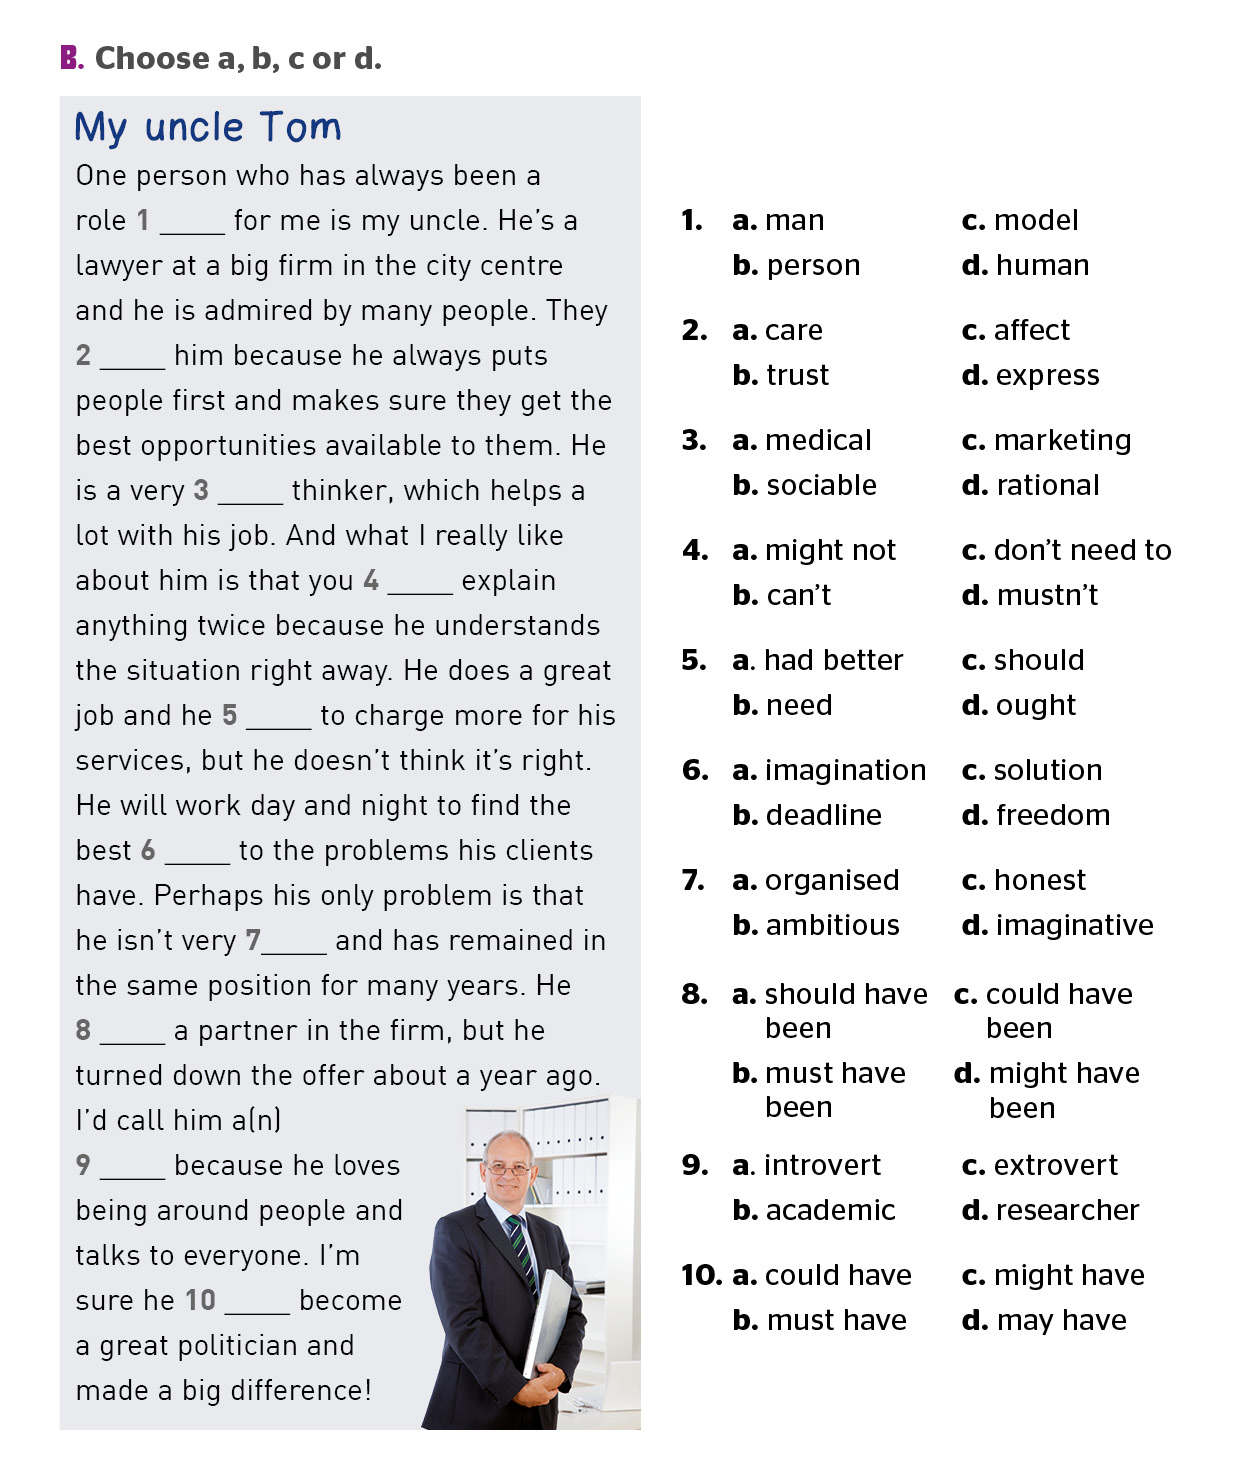 B. Choose a, b, c or d.
My uncle Tom
One person who has always been a
role 1 ____ for me is my uncle. He's a
lawyer at a big firm in the city centre
and he is admired by many people. They
2 ____ him because he always puts
people first and makes sure they get the
best opportunities available to them. He
is a very 3 ____ thinker, which helps a
lot with his job. And what I really like
about him is that you 4 ____ explain
anything twice because he understands
the situation right away. He does a great
job and he 5 ____ to charge more for his
services, but he doesn't think it's right.
He will work day and night to find the
best 6 ____ to the problems his clients
have. Perhaps his only problem is that
he isn't very 7____ and has remained in
the same position for many years. He
8 ____ a partner in the firm, but he
turned down the offer about a year ago.
I'd call him a(n)
9 ____ because he loves
being around people and
talks to everyone. I'm
sure he 10 ____ become
a great politician and
made a big difference!
1. a. man c. model
b. person d. human
2. a. care c. affect
b. trust d. express
3. a. medical c. marketing
b. sociable d. rational
4. a. might not c. don't need to
b. can't d. mustn't
5. a. had better c. should
b. need d. ought
6. a. imagination c. solution
b. deadline d. freedom
7. a. organised c. honest
b. ambitious d. imaginative
8. a. should have c. could have
been been
b. must have d. might have
been been
9. a. introvert c. extrovert
b. academic d. researcher
10. a. could have c. might have
b. must have d. may have